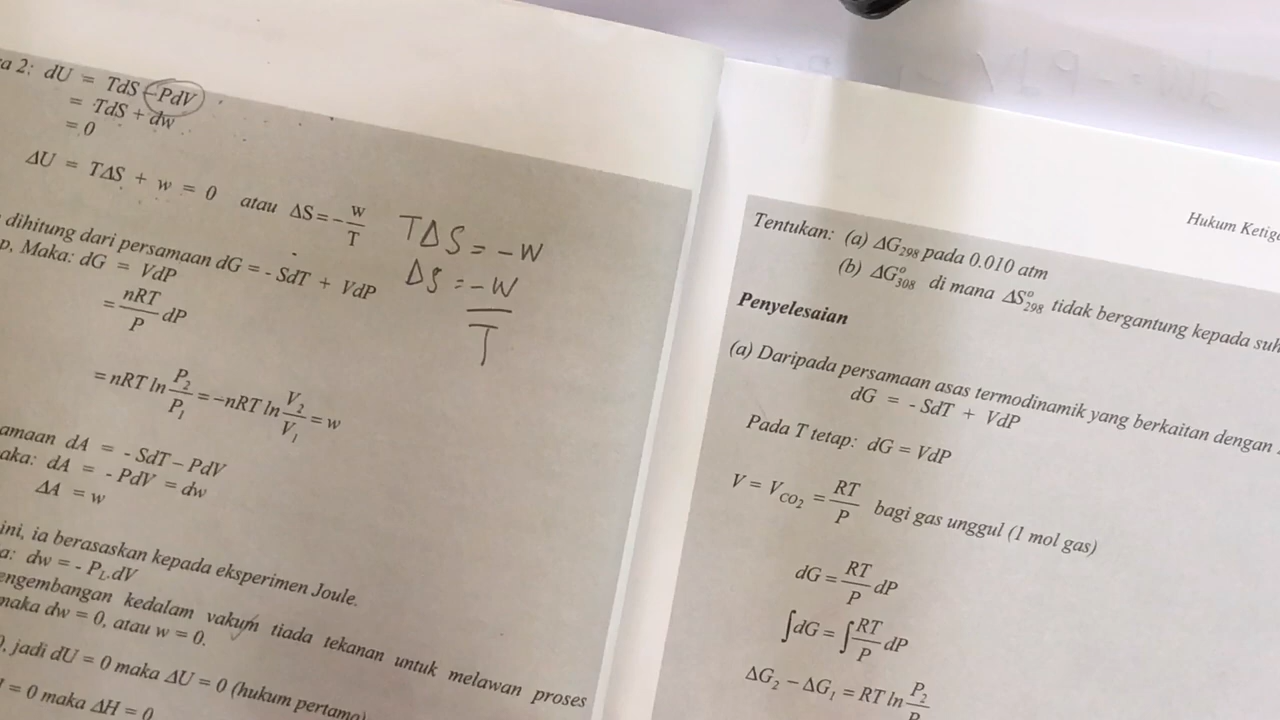 a 2: dU = TdS - PdV
= TdS + dw
= 0
ΔU = TΔS + w = 0 atau ΔS = - w/T
TΔS = -W
ΔS = -W/T
dihitung dari persamaan dG = - SdT + VdP
p. Maka: dG = VdP
= nRT/P dP
= nRT ln P₂/P₁ = -nRT ln V₂/V₁ = w
amaan dA = - SdT – PdV
aka: dA = - PdV = dw
ΔA = w
ini, ia berasaskan kepada eksperimen Joule.
a: dw = - P_L.dV
engembangan kedalam vakum tiada tekanan untuk melawan proses
maka dw = 0, atau w = 0.
, jadi dU = 0 maka ΔU = 0 (hukum pertama)
= 0 maka ΔH = 0
Hukum Ketig
Tentukan: (a) ΔG₂₉₈ pada 0.010 atm
(b) ΔG°₃₀₈ di mana ΔS°₂₉₈ tidak bergantung kepada suh
Penyelesaian
(a) Daripada persamaan asas termodinamik yang berkaitan dengan
dG = - SdT + VdP
Pada T tetap: dG = VdP
V = V_CO₂ = RT/P bagi gas unggul (1 mol gas)
dG = RT/P dP
∫dG = ∫RT/P dP
ΔG₂ – ΔG₁ = RT ln P₂/P